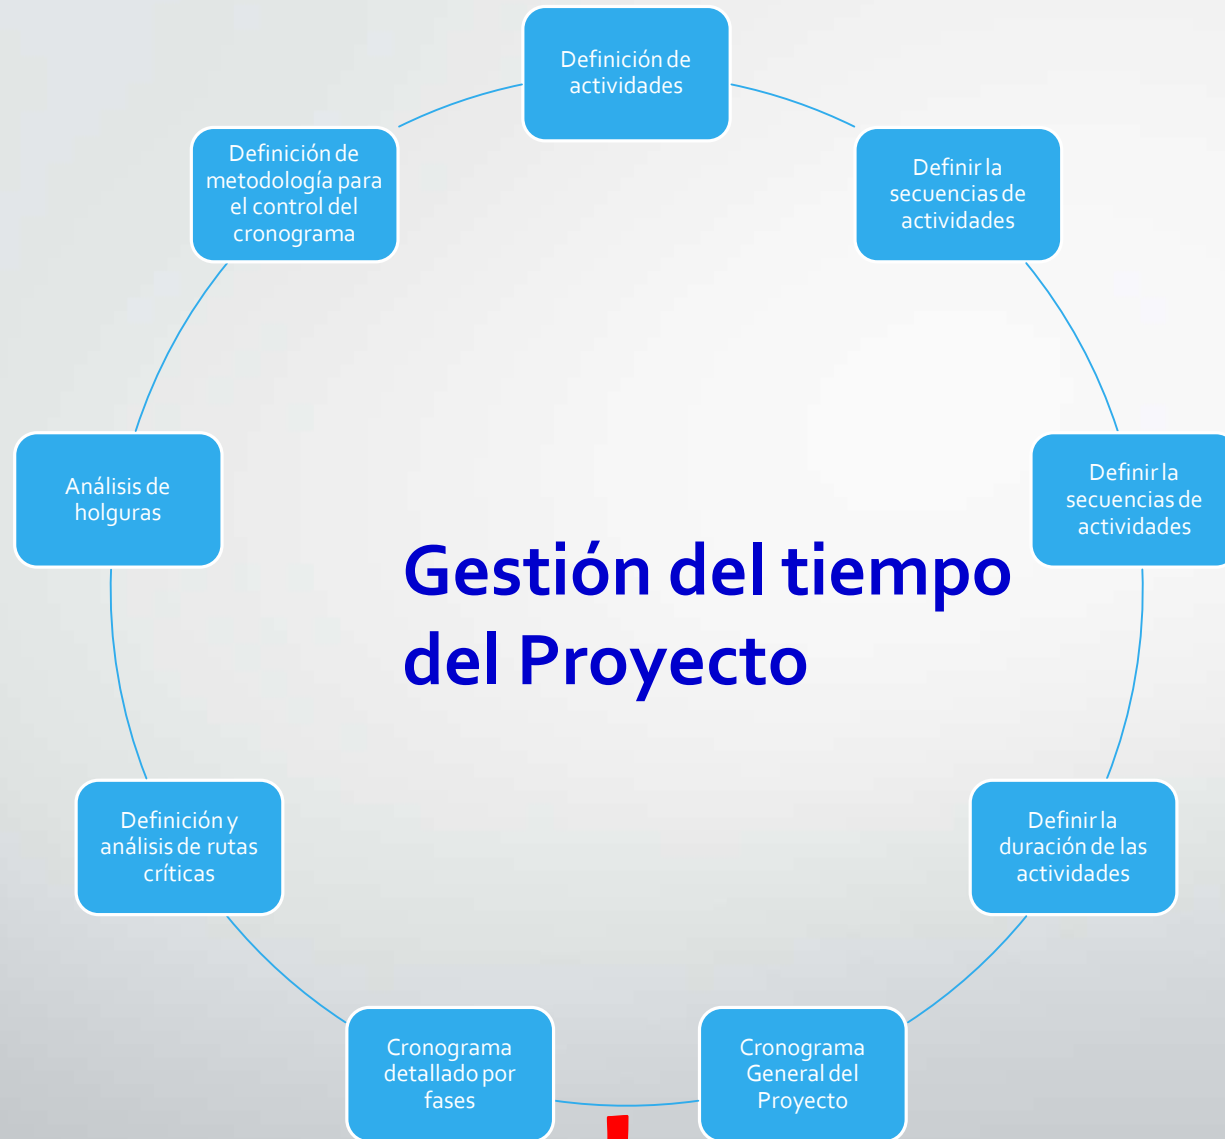 Definición de
actividades
Definir la
secuencias de
actividades
Definir la
secuencias de
actividades
Definir la
duración de las
actividades
Cronograma
General del
Proyecto
Cronograma
detallado por
fases
Definición y
análisis de rutas
críticas
Análisis de
holguras
Definición de
metodología para
el control del
cronograma
Gestión del tiempo
del Proyecto